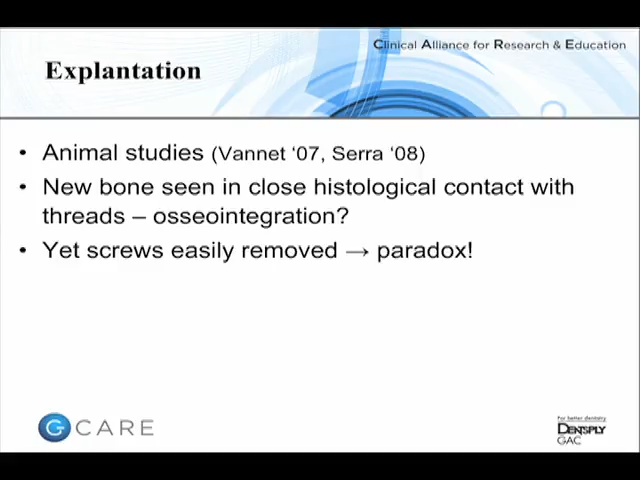 Clinical Alliance for Research & Education
Explantation
• Animal studies (Vannet ‘07, Serra ‘08)
• New bone seen in close histological contact with
threads – osseointegration?
• Yet screws easily removed → paradox!
G CARE
For better dentistry
DENTSPLY
GAC